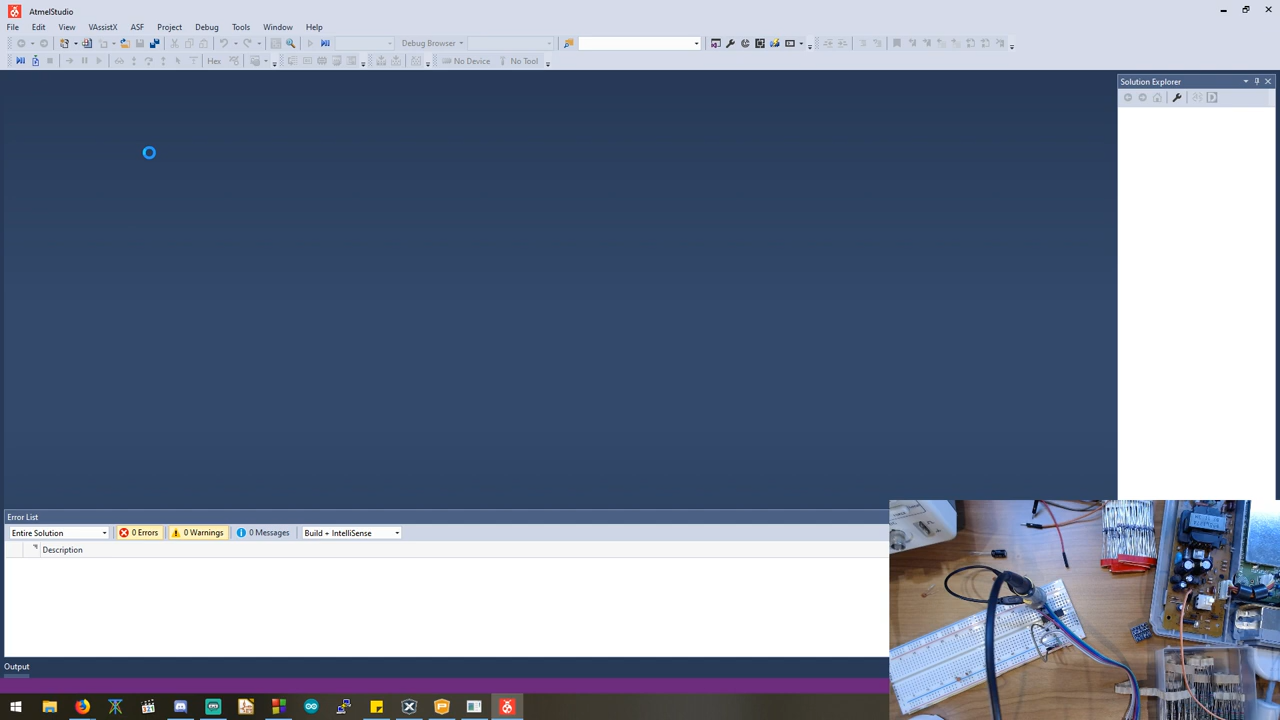 AtmelStudio
File Edit View VAssistX ASF Project Debug Tools Window Help
Debug Browser
Hex No Device No Tool
Solution Explorer
Error List
Entire Solution 0 Errors 0 Warnings 0 Messages Build + IntelliSense
Description
Output